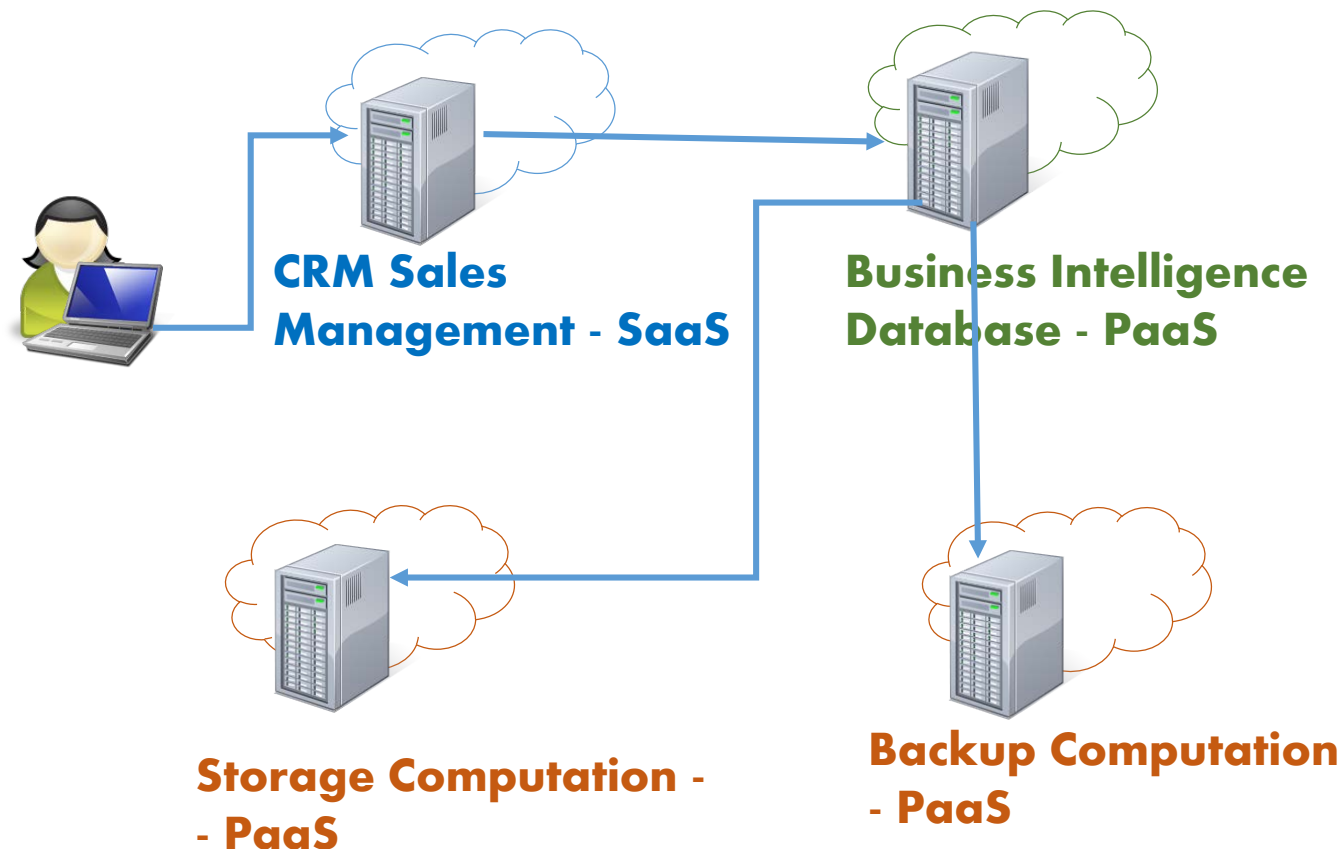 CRM Sales
Management - SaaS
Business Intelligence
Database - PaaS
Storage Computation -
- PaaS
Backup Computation
- PaaS